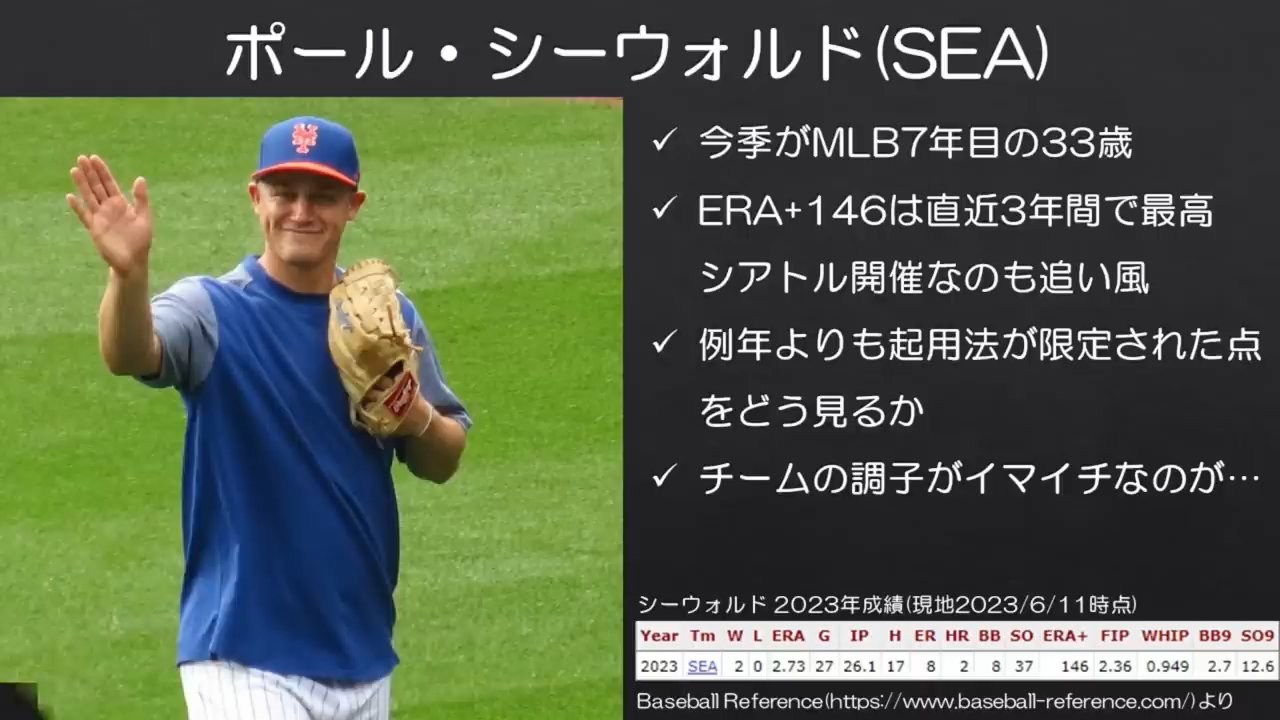 ポール・シーウォルド(SEA)
✓ 今季がMLB7年目の33歳
✓ ERA+146は直近3年間で最高
シアトル開催なのも追い風
✓ 例年よりも起用法が限定された点
をどう見るか
✓ チームの調子がイマイチなのが…
シーウォルド 2023年成績(現地2023/6/11時点)
Year Tm W L ERA G IP H ER HR BB SO ERA+ FIP WHIP BB9 SO9
2023 SEA 2 0 2.73 27 26.1 17 8 2 8 37 146 2.36 0.949 2.7 12.6
Baseball Reference(https://www.baseball-reference.com/)より